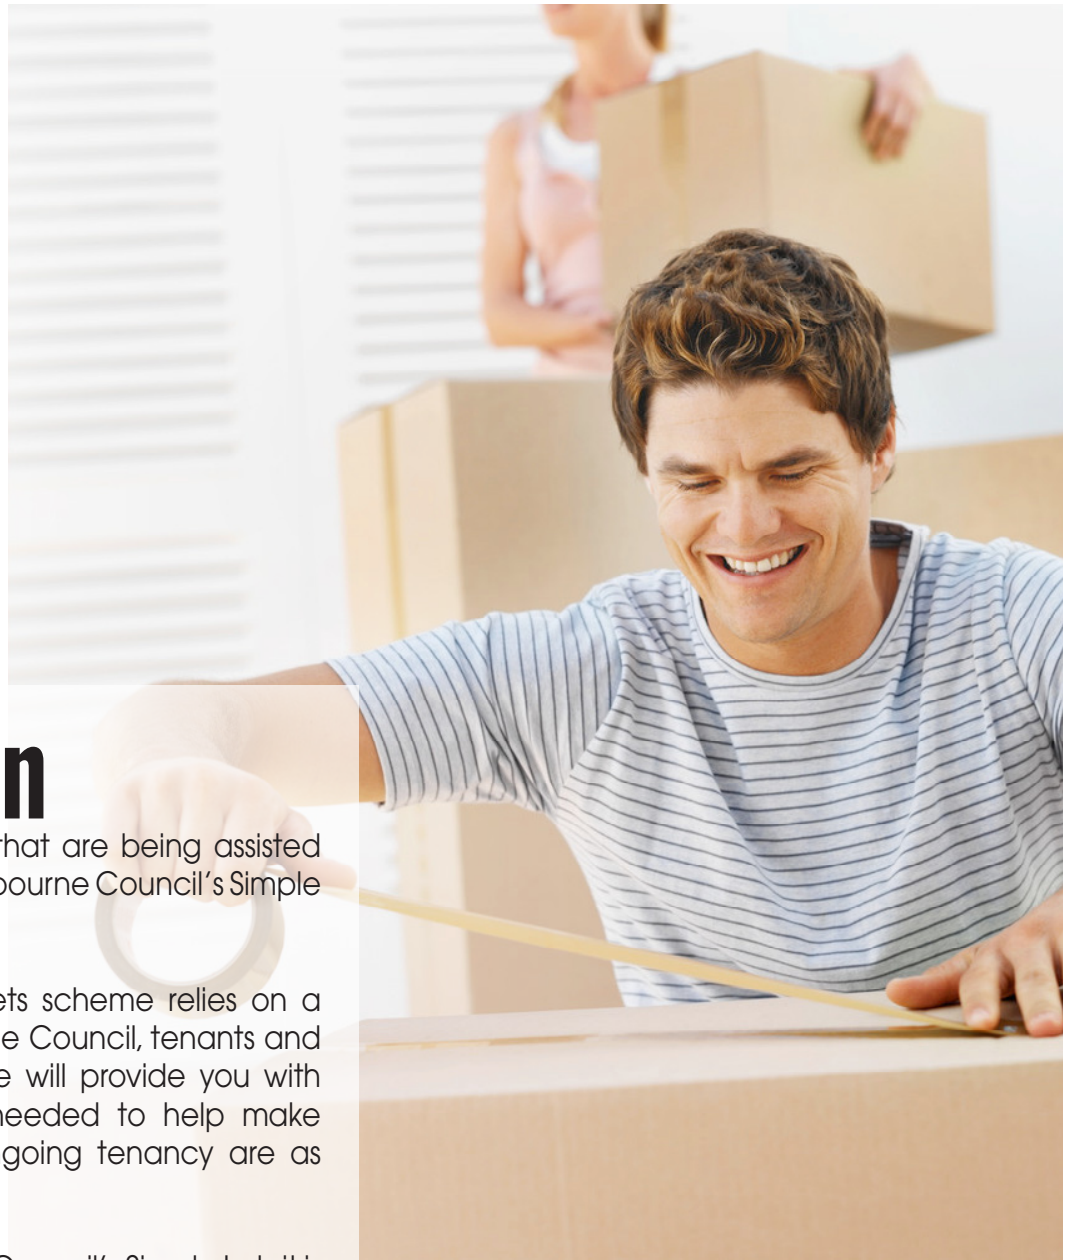 n
that are being assisted
bourne Council's Simple
ets scheme relies on a
e Council, tenants and
e will provide you with
needed to help make
going tenancy are as